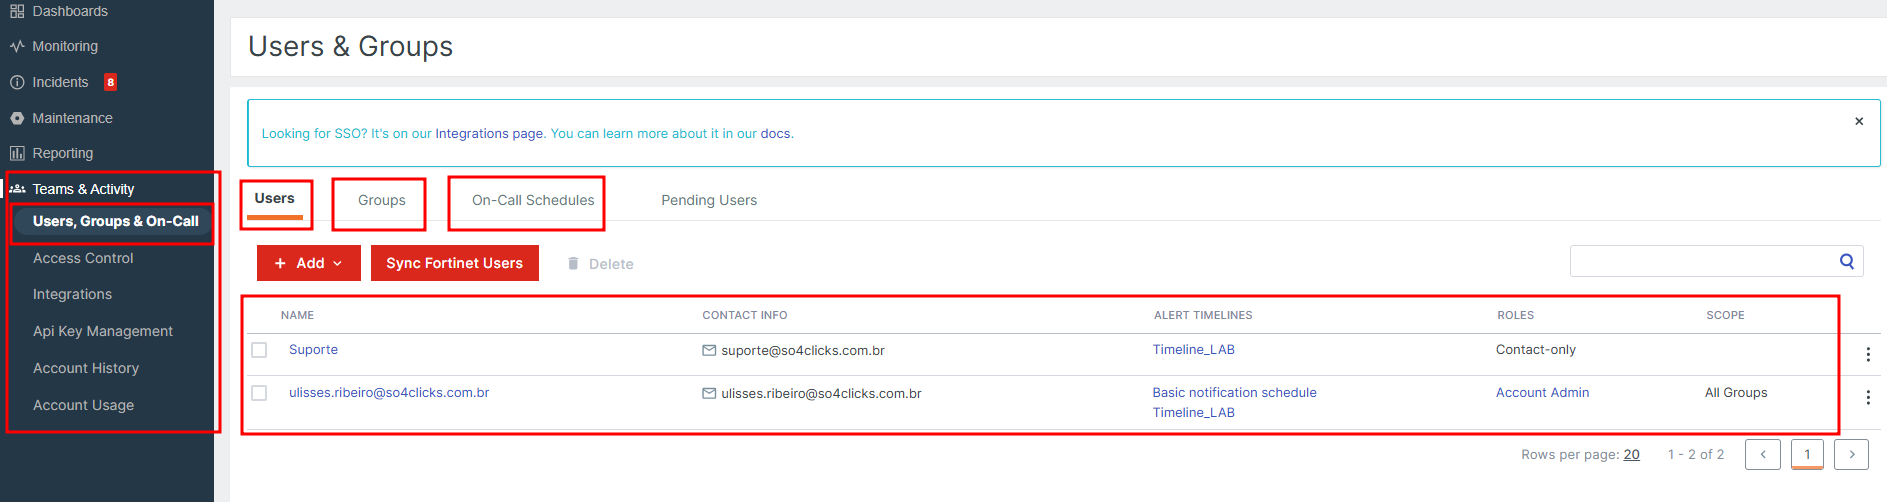 Dashboards
Monitoring
Incidents 8
Maintenance
Reporting
Teams & Activity
Users, Groups & On-Call
Access Control
Integrations
Api Key Management
Account History
Account Usage
Users & Groups
Looking for SSO? It's on our Integrations page. You can learn more about it in our docs.
×
Users Groups On-Call Schedules Pending Users
+ Add Sync Fortinet Users Delete
NAME CONTACT INFO ALERT TIMELINES ROLES SCOPE
Suporte suporte@so4clicks.com.br Timeline_LAB Contact-only
ulisses.ribeiro@so4clicks.com.br ulisses.ribeiro@so4clicks.com.br Basic notification schedule Account Admin All Groups
Timeline_LAB
Rows per page: 20 1 - 2 of 2 < 1 >